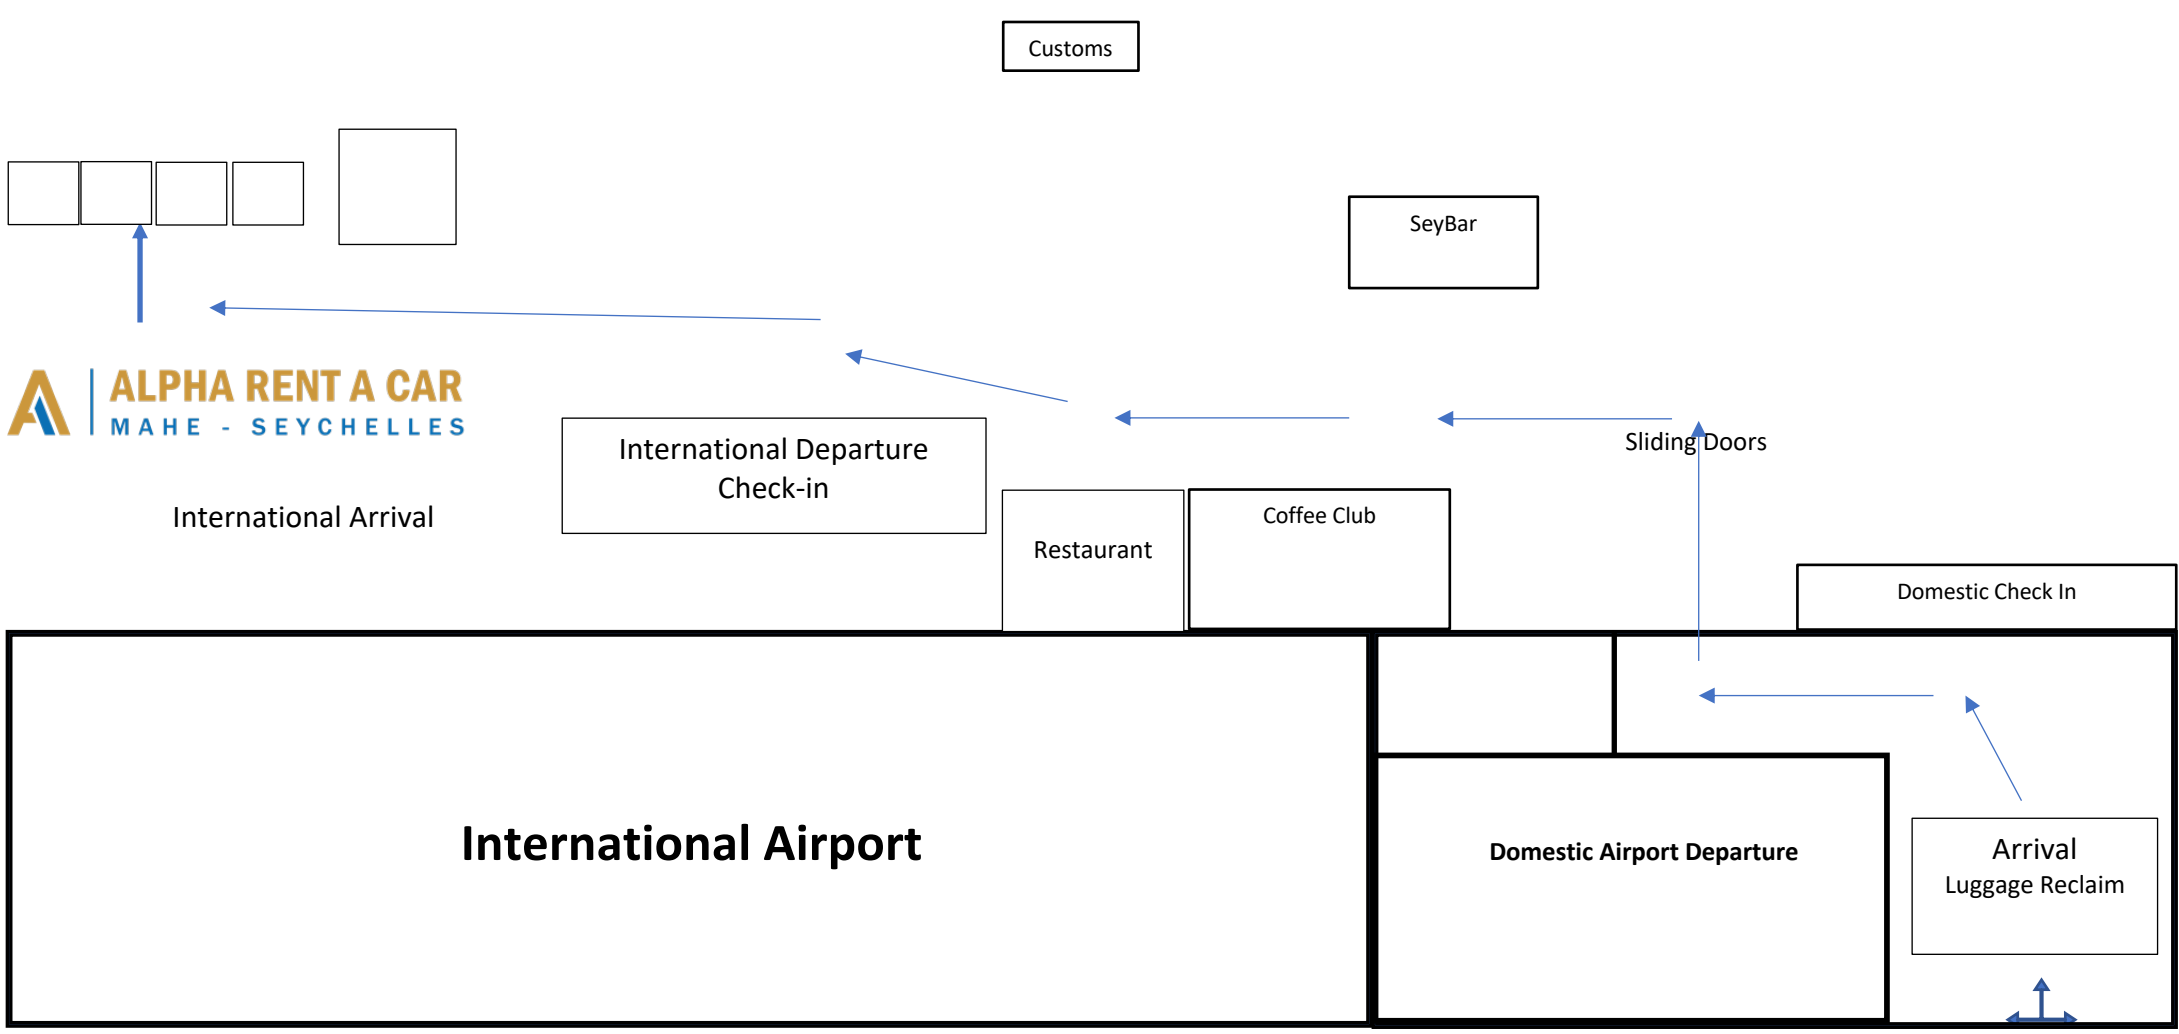 Customs
SeyBar
ALPHA RENT A CAR
MAHE - SEYCHELLES
International Departure
Check-in
Sliding Doors
International Arrival
Restaurant
Coffee Club
Domestic Check In
International Airport
Domestic Airport Departure
Arrival
Luggage Reclaim